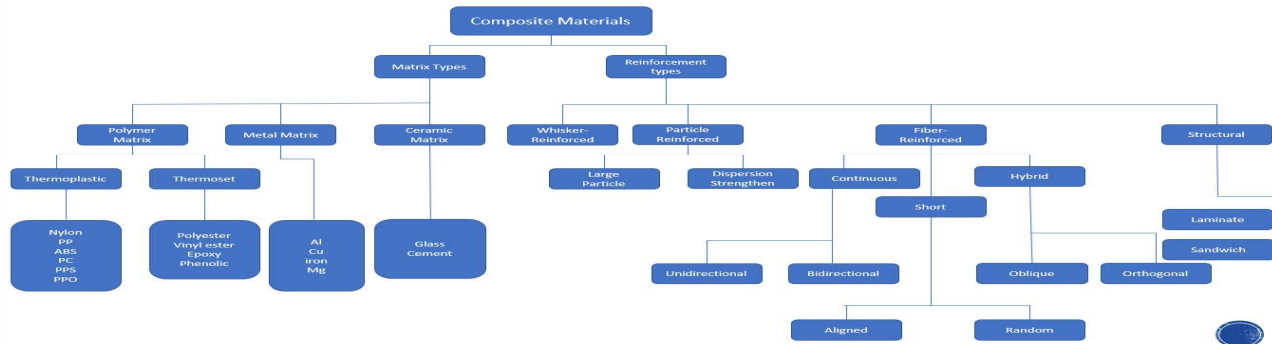 Composite Materials
Matrix Types
Reinforcement
types
Polymer
Matrix
Metal Matrix
Ceramic
Matrix
Whisker-
Reinforced
Particle
Reinforced
Fiber-
Reinforced
Structural
Thermoplastic
Thermoset
Large
Particle
Dispersion
Strengthen
Continuous
Hybrid
Short
Nylon
PP
ABS
PC
PPS
PPO
Polyester
Vinyl ester
Epoxy
Phenolic
Al
Cu
iron
Mg
Glass
Cement
Laminate
Sandwich
Unidirectional
Bidirectional
Oblique
Orthogonal
Aligned
Random